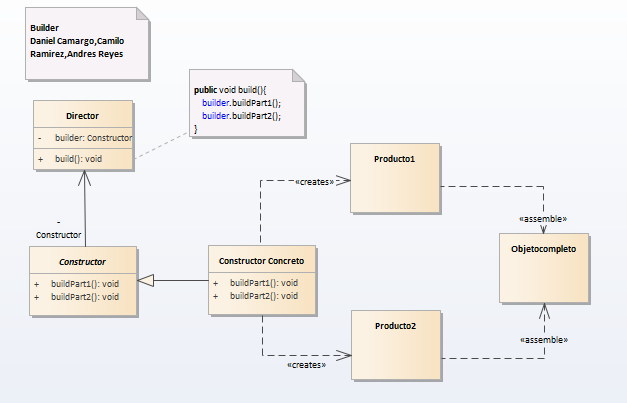 Builder
Daniel Camargo,Camilo
Ramirez,Andres Reyes
public void build(){
builder.buildPart1();
builder.buildPart2();
}
Director
- builder: Constructor
+ build(): void
-
Constructor
Constructor
+ buildPart1(): void
+ buildPart2(): void
Constructor Concreto
+ buildPart1(): void
+ buildPart2(): void
«creates»
Producto1
«assemble»
Objetocompleto
«creates»
Producto2
«assemble»